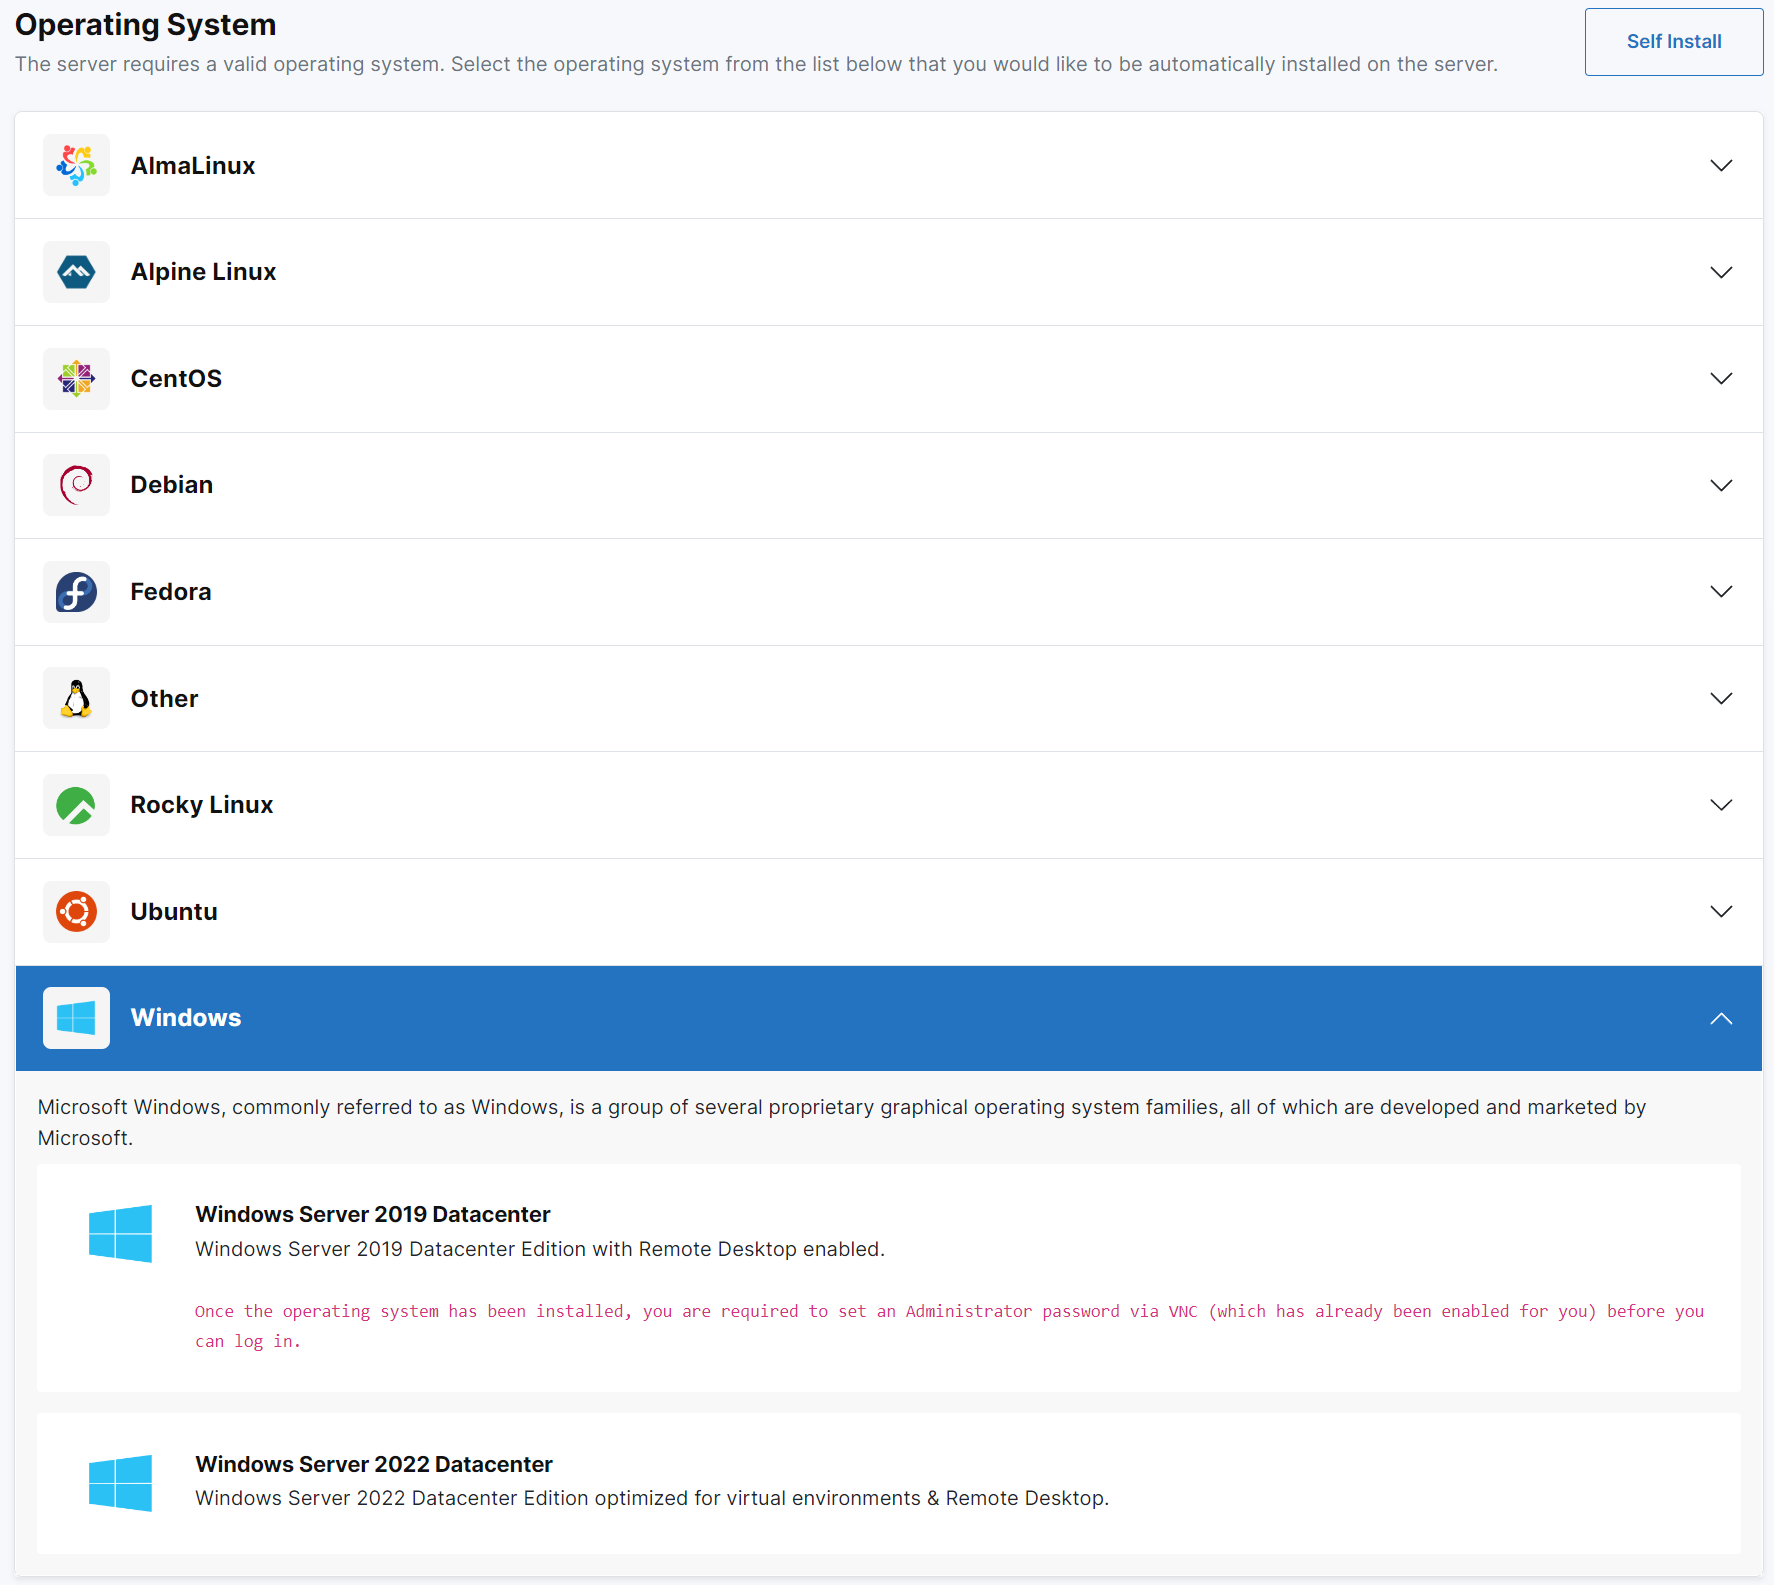 Operating System
Self Install
The server requires a valid operating system. Select the operating system from the list below that you would like to be automatically installed on the server.
AlmaLinux
Alpine Linux
CentOS
Debian
Fedora
Other
Rocky Linux
Ubuntu
Windows
Microsoft Windows, commonly referred to as Windows, is a group of several proprietary graphical operating system families, all of which are developed and marketed by
Microsoft.
Windows Server 2019 Datacenter
Windows Server 2019 Datacenter Edition with Remote Desktop enabled.
Once the operating system has been installed, you are required to set an Administrator password via VNC (which has already been enabled for you) before you
can log in.
Windows Server 2022 Datacenter
Windows Server 2022 Datacenter Edition optimized for virtual environments & Remote Desktop.